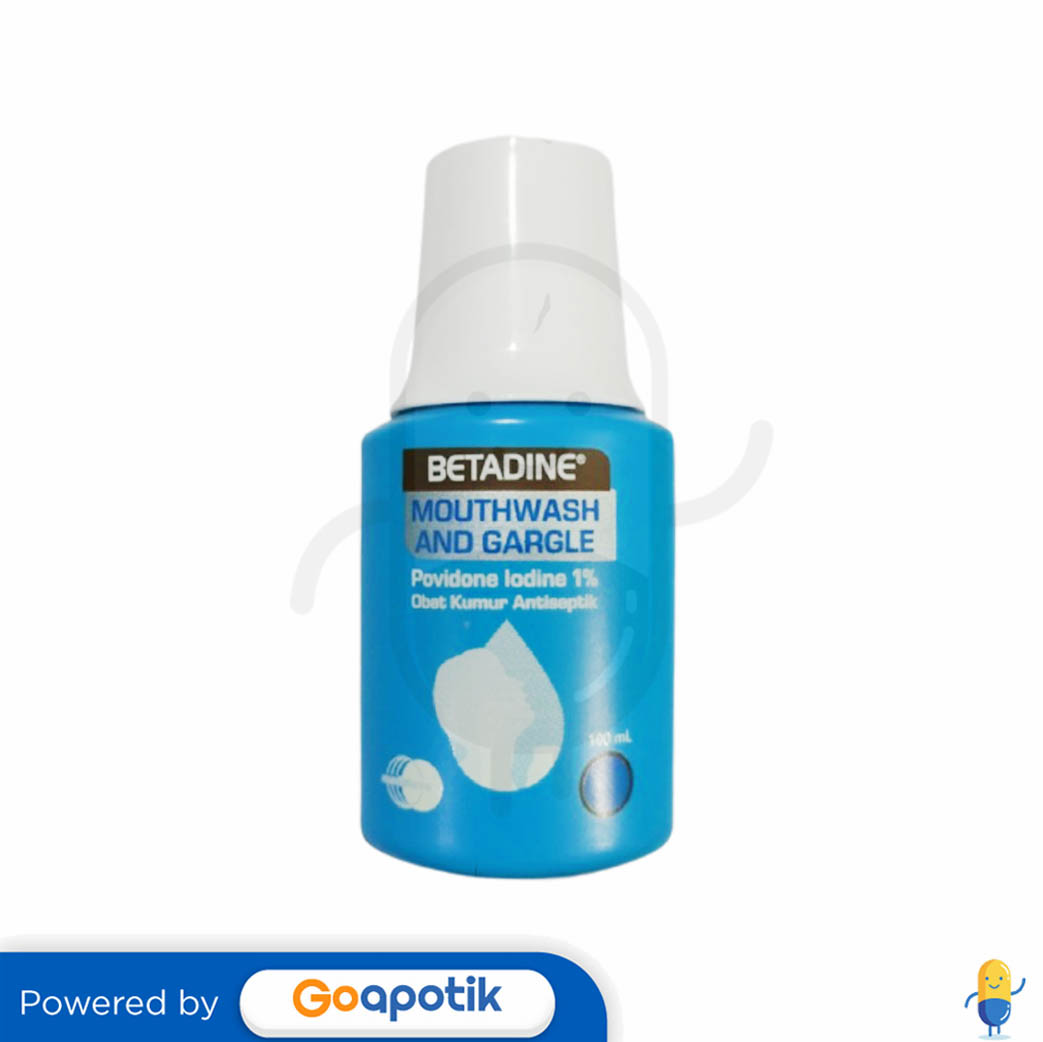 BETADINE®
MOUTHWASH
AND GARGLE
Povidone Iodine 1%
Obat Kumur Antiseptik
100 mL
Powered by Goapotik